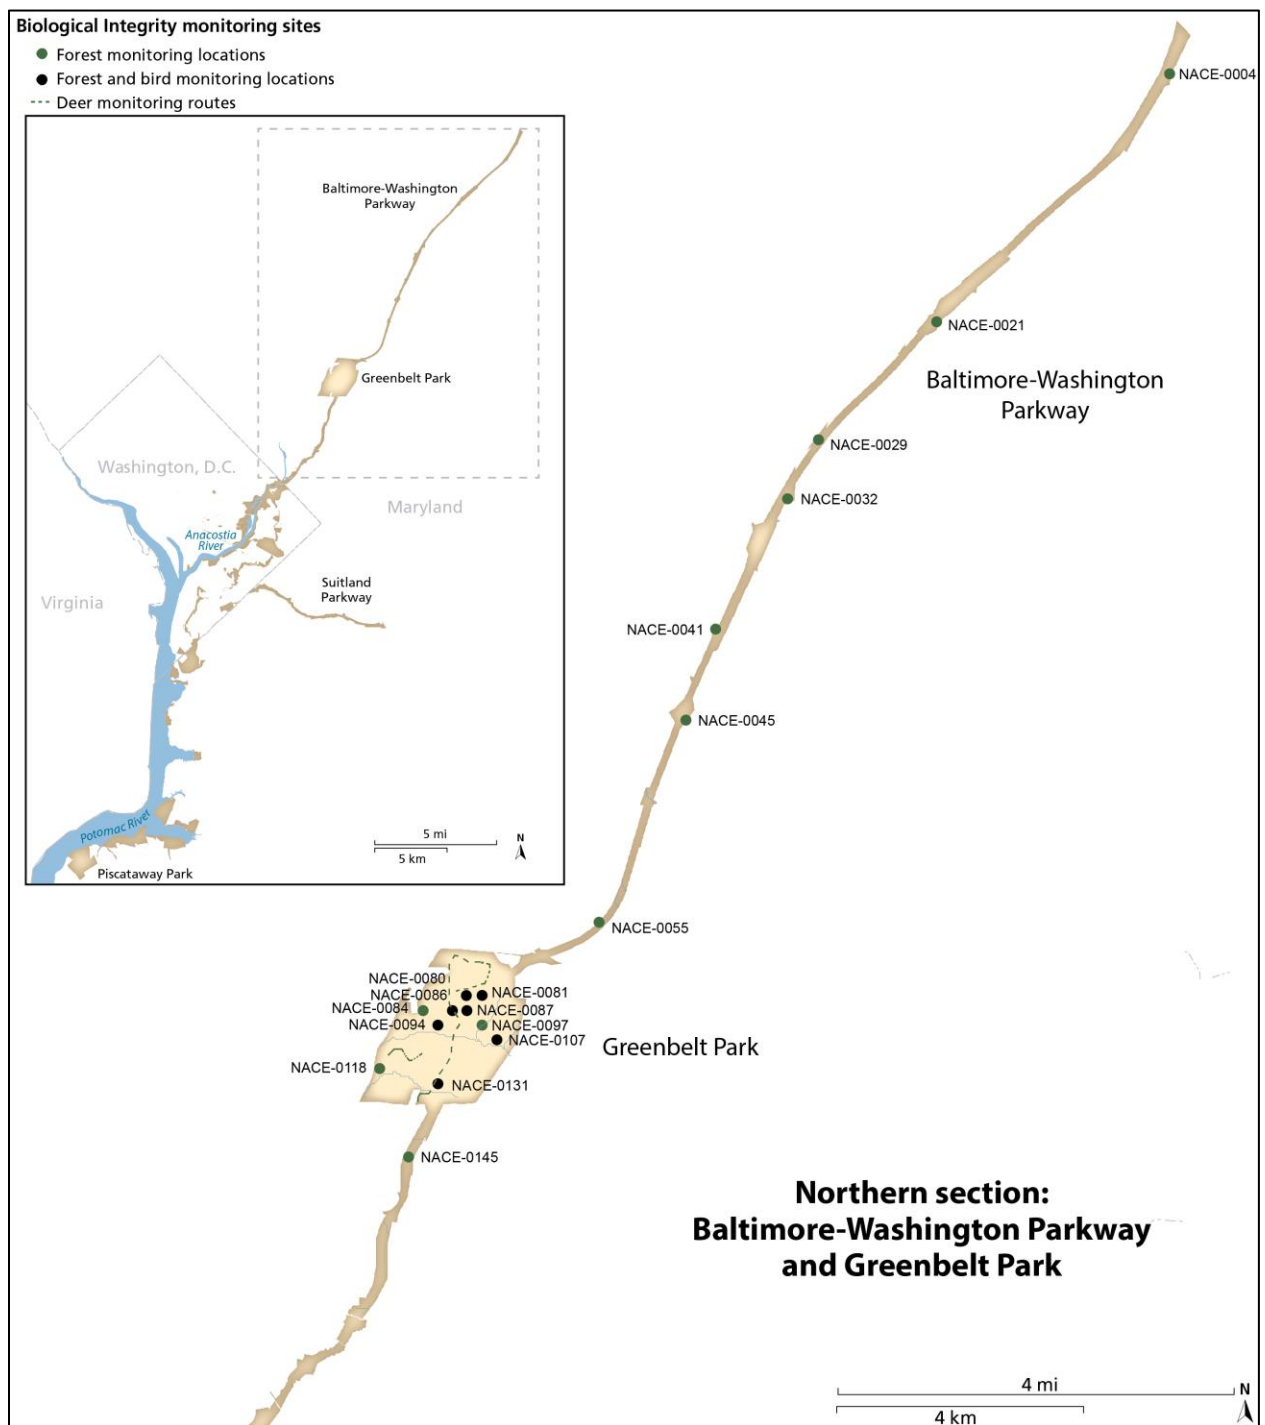 Biological Integrity monitoring sites
Forest monitoring locations
Forest and bird monitoring locations
Deer monitoring routes
Baltimore-Washington
Parkway
Greenbelt Park
Washington, D.C.
Maryland
Anacostia
River
Suitland
Parkway
Virginia
Potomac River
Piscataway Park
5 mi
5 km
N
NACE-0004
NACE-0021
Baltimore-Washington
Parkway
NACE-0029
NACE-0032
NACE-0041
NACE-0045
NACE-0055
NACE-0080
NACE-0086
NACE-0081
NACE-0084
NACE-0087
NACE-0094
NACE-0097
NACE-0107
Greenbelt Park
NACE-0118
NACE-0131
NACE-0145
Northern section:
Baltimore-Washington Parkway
and Greenbelt Park
4 mi
4 km
N